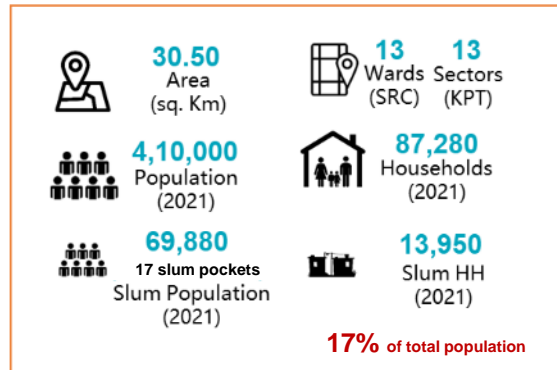 30.50
Area
(sq. Km)
13 13
Wards Sectors
(SRC) (KPT)
4,10,000
Population
(2021)
87,280
Households
(2021)
69,880
17 slum pockets
Slum Population
(2021)
13,950
Slum HH
(2021)
17% of total population